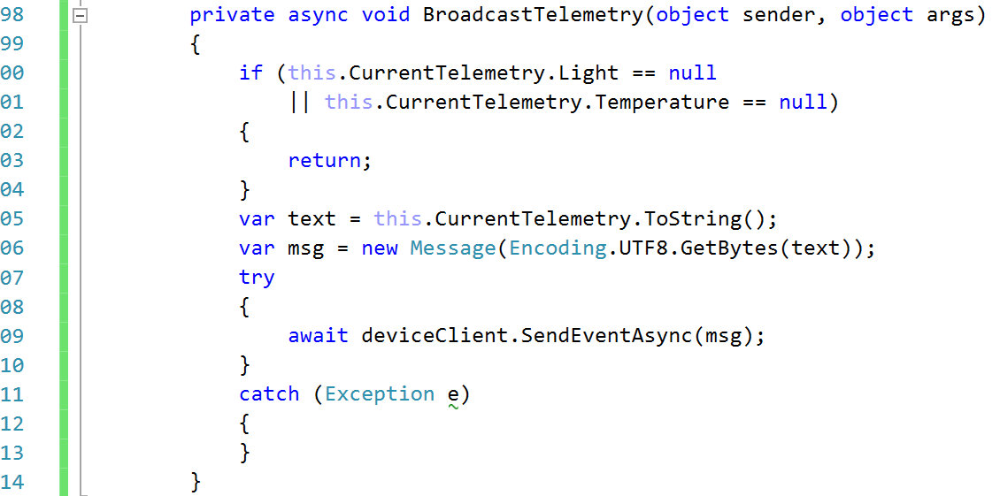 98 private async void BroadcastTelemetry(object sender, object args)
99 {
00 if (this.CurrentTelemetry.Light == null
01 || this.CurrentTelemetry.Temperature == null)
02 {
03 return;
04 }
05 var text = this.CurrentTelemetry.ToString();
06 var msg = new Message(Encoding.UTF8.GetBytes(text));
07 try
08 {
09 await deviceClient.SendEventAsync(msg);
10 }
11 catch (Exception e)
12 {
13 }
14 }